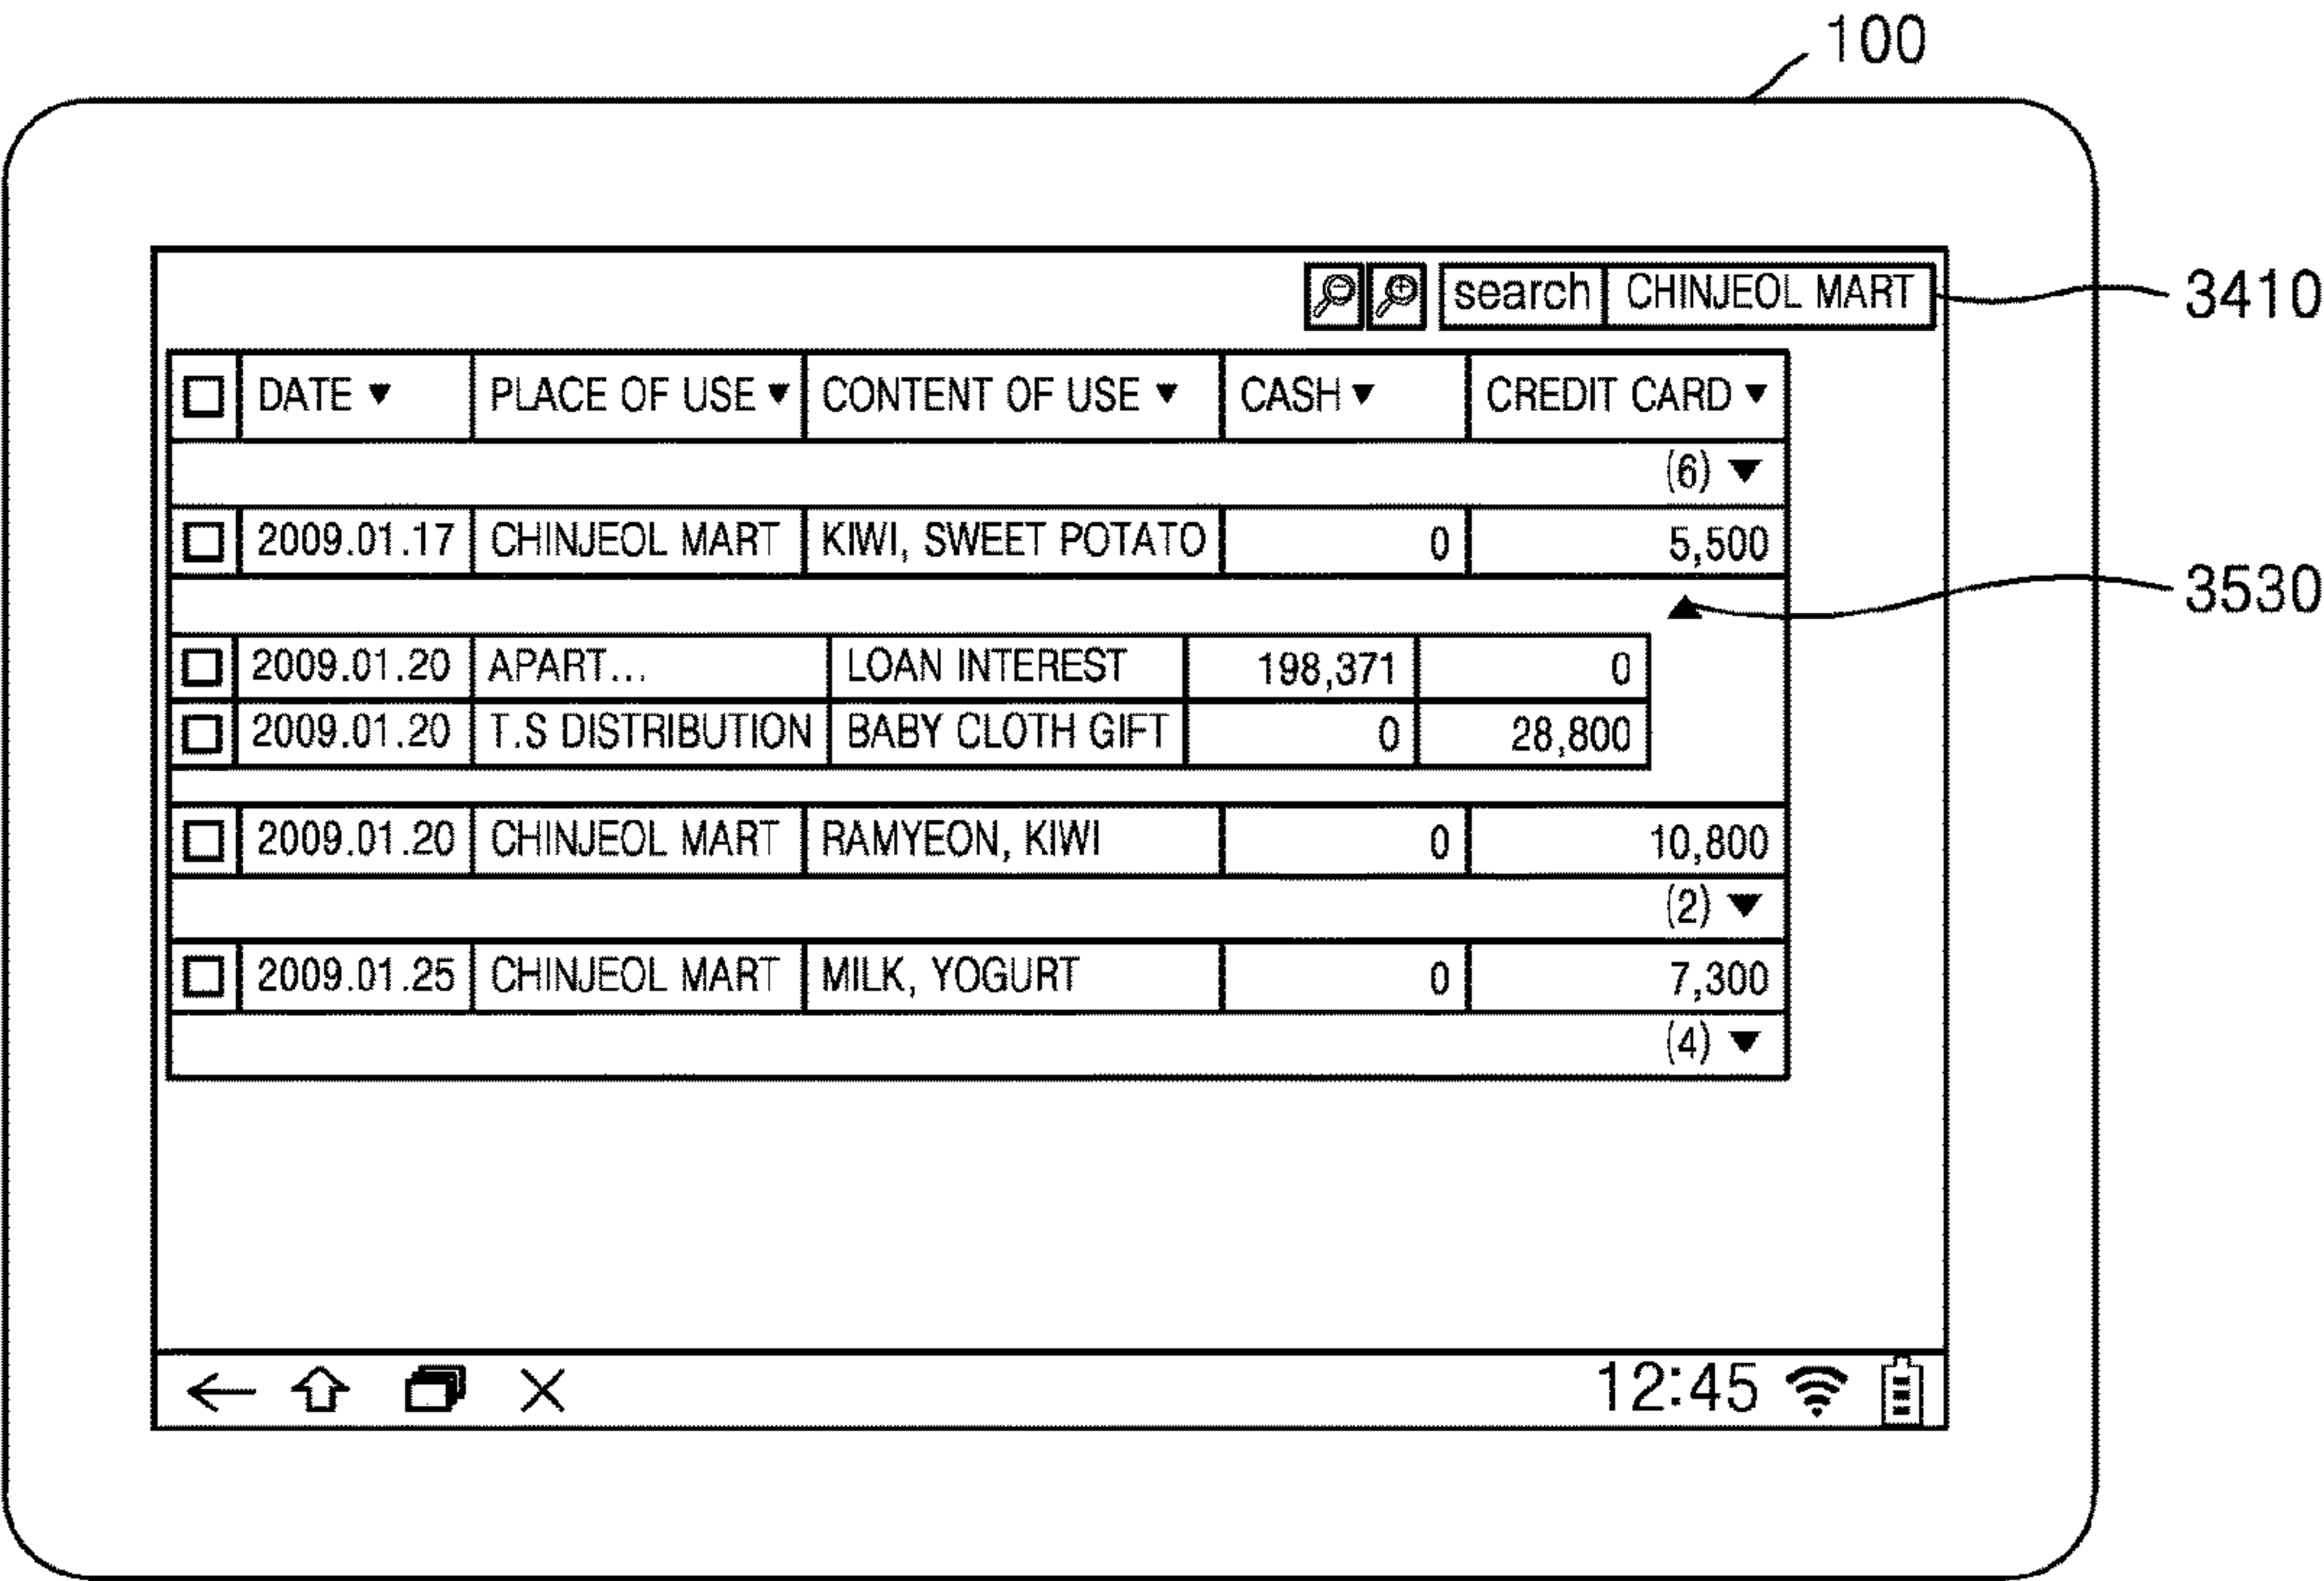 100
search CHINJEOL MART 3410
DATE ▼ PLACE OF USE ▼ CONTENT OF USE ▼ CASH ▼ CREDIT CARD ▼
(6) ▼
2009.01.17 CHINJEOL MART KIWI, SWEET POTATO 0 5,500
▲ 3530
2009.01.20 APART... LOAN INTEREST 198,371 0
2009.01.20 T.S DISTRIBUTION BABY CLOTH GIFT 0 28,800
2009.01.20 CHINJEOL MART RAMYEON, KIWI 0 10,800
(2) ▼
2009.01.25 CHINJEOL MART MILK, YOGURT 0 7,300
(4) ▼
12:45